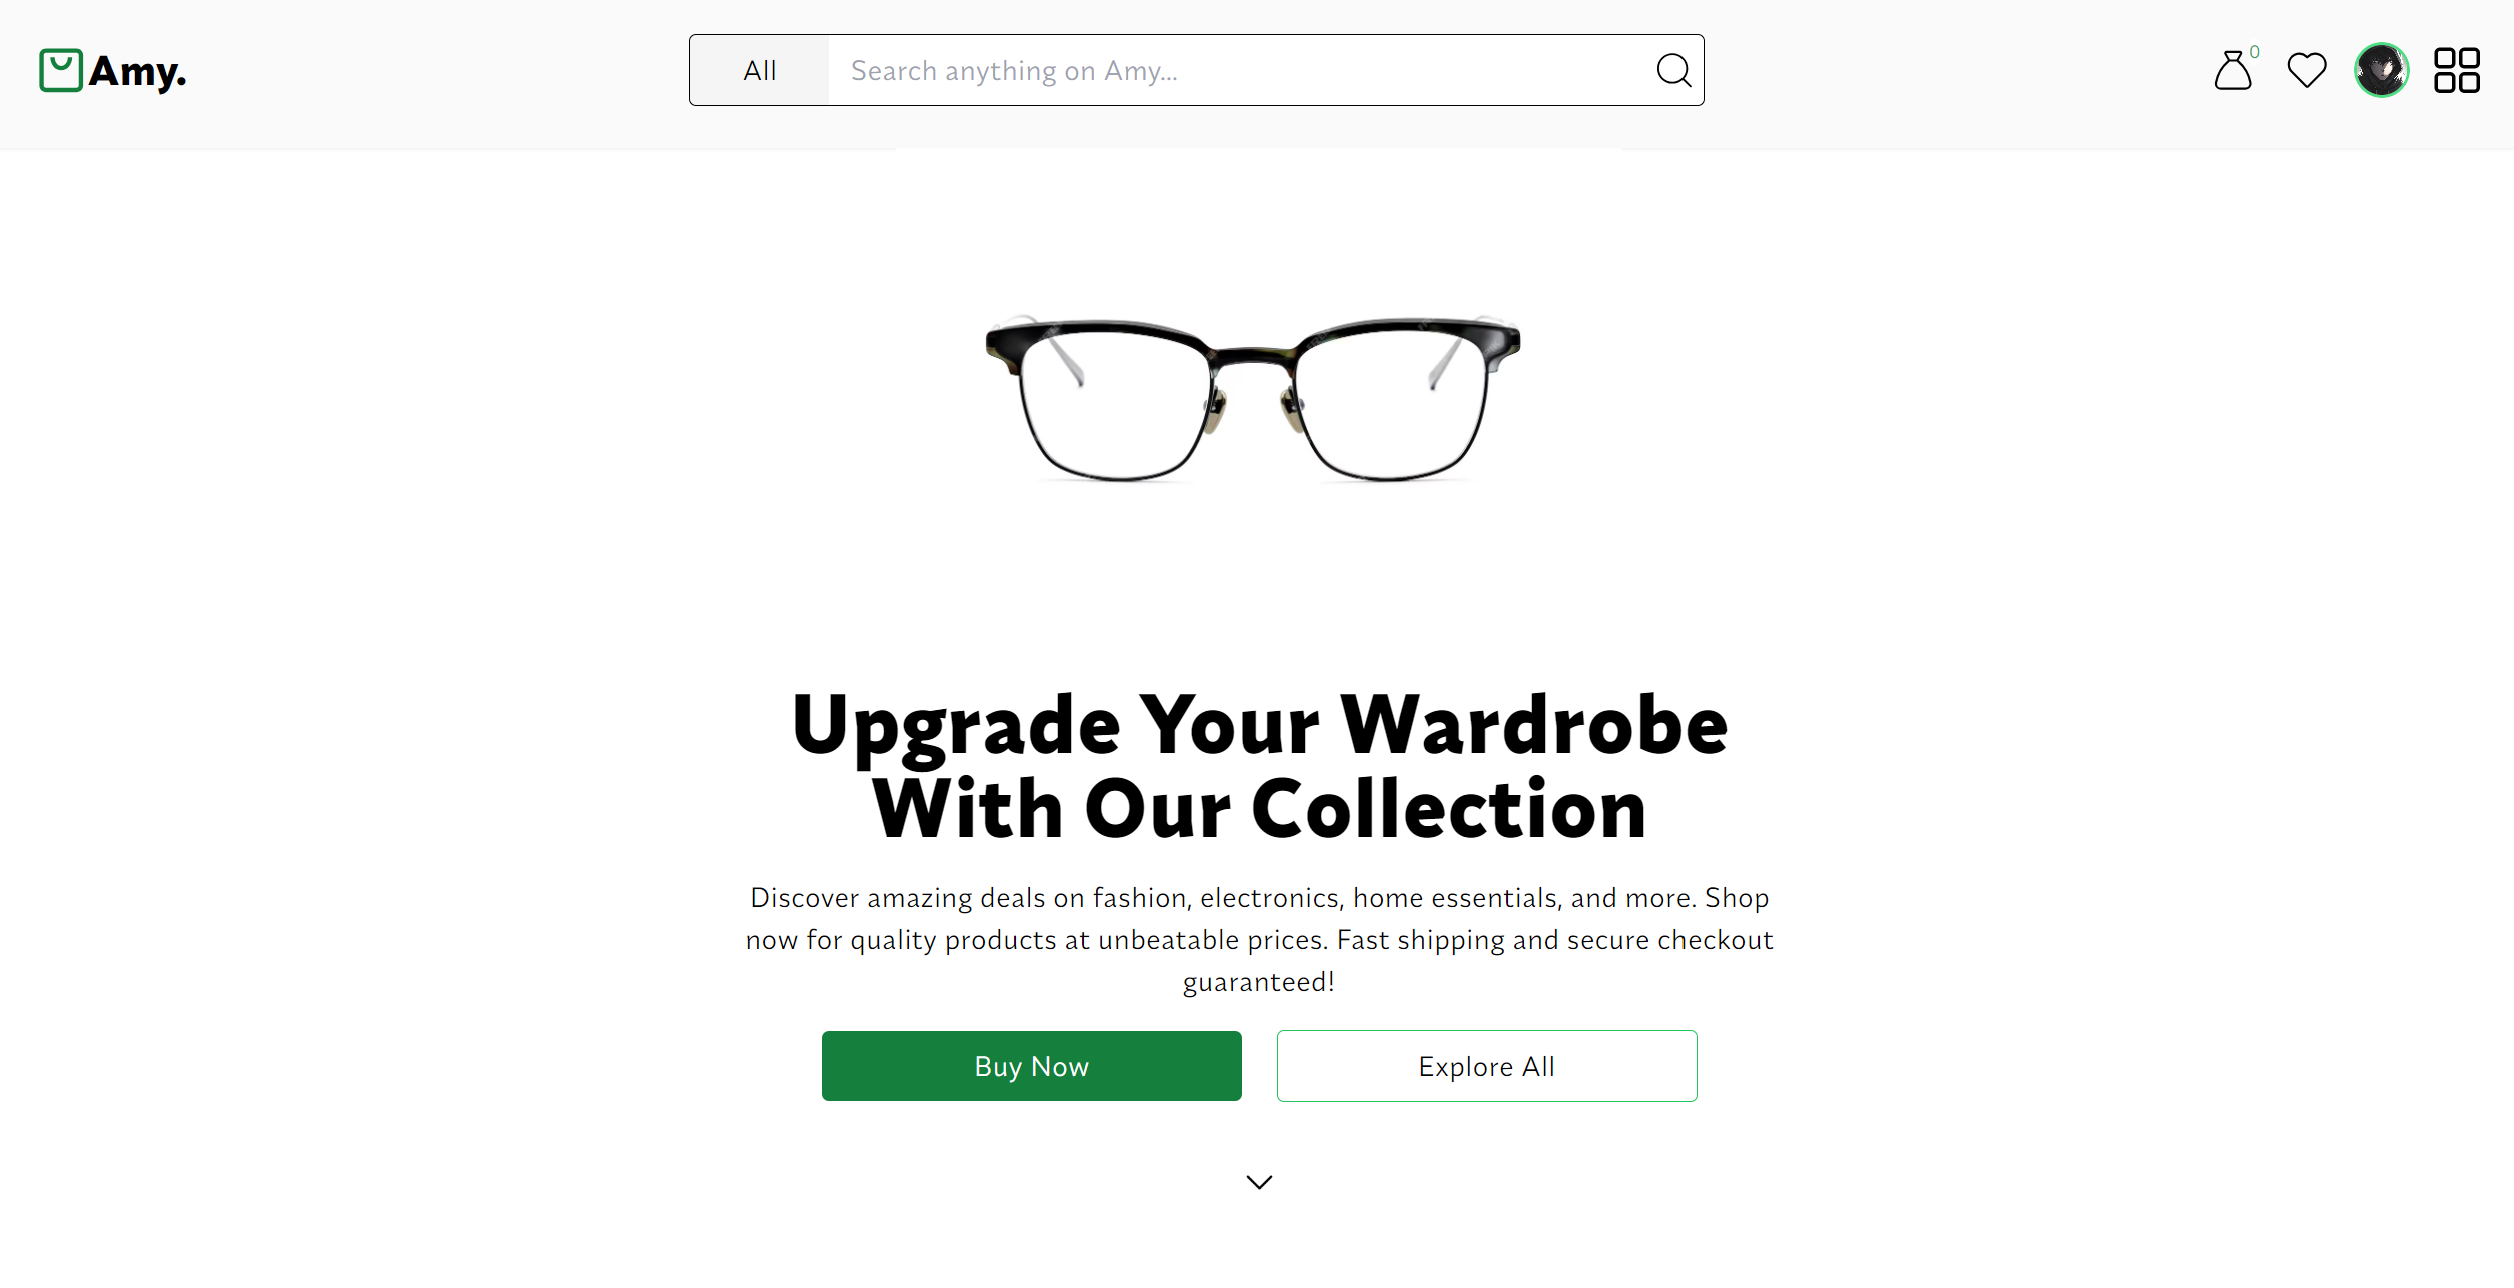 Amy.
All
Search anything on Amy...
0
Upgrade Your Wardrobe
With Our Collection
Discover amazing deals on fashion, electronics, home essentials, and more. Shop
now for quality products at unbeatable prices. Fast shipping and secure checkout
guaranteed!
Buy Now
Explore All